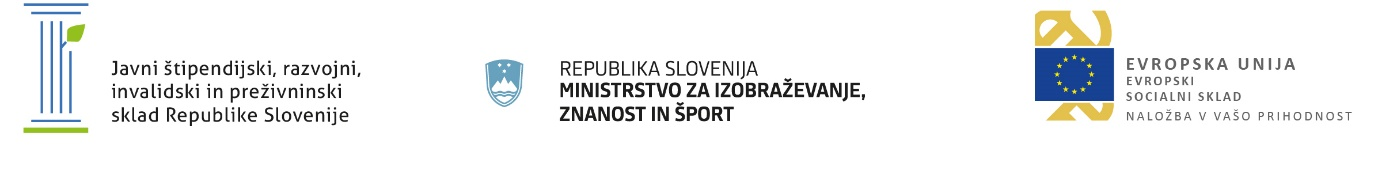 Javni štipendijski, razvojni,
invalidski in preživninski
sklad Republike Slovenije
REPUBLIKA SLOVENIJA
MINISTRSTVO ZA IZOBRAŽEVANJE,
ZNANOST IN ŠPORT
EVROPSKA UNIJA
EVROPSKI
SOCIALNI SKLAD
NALOŽBA V VAŠO PRIHODNOST